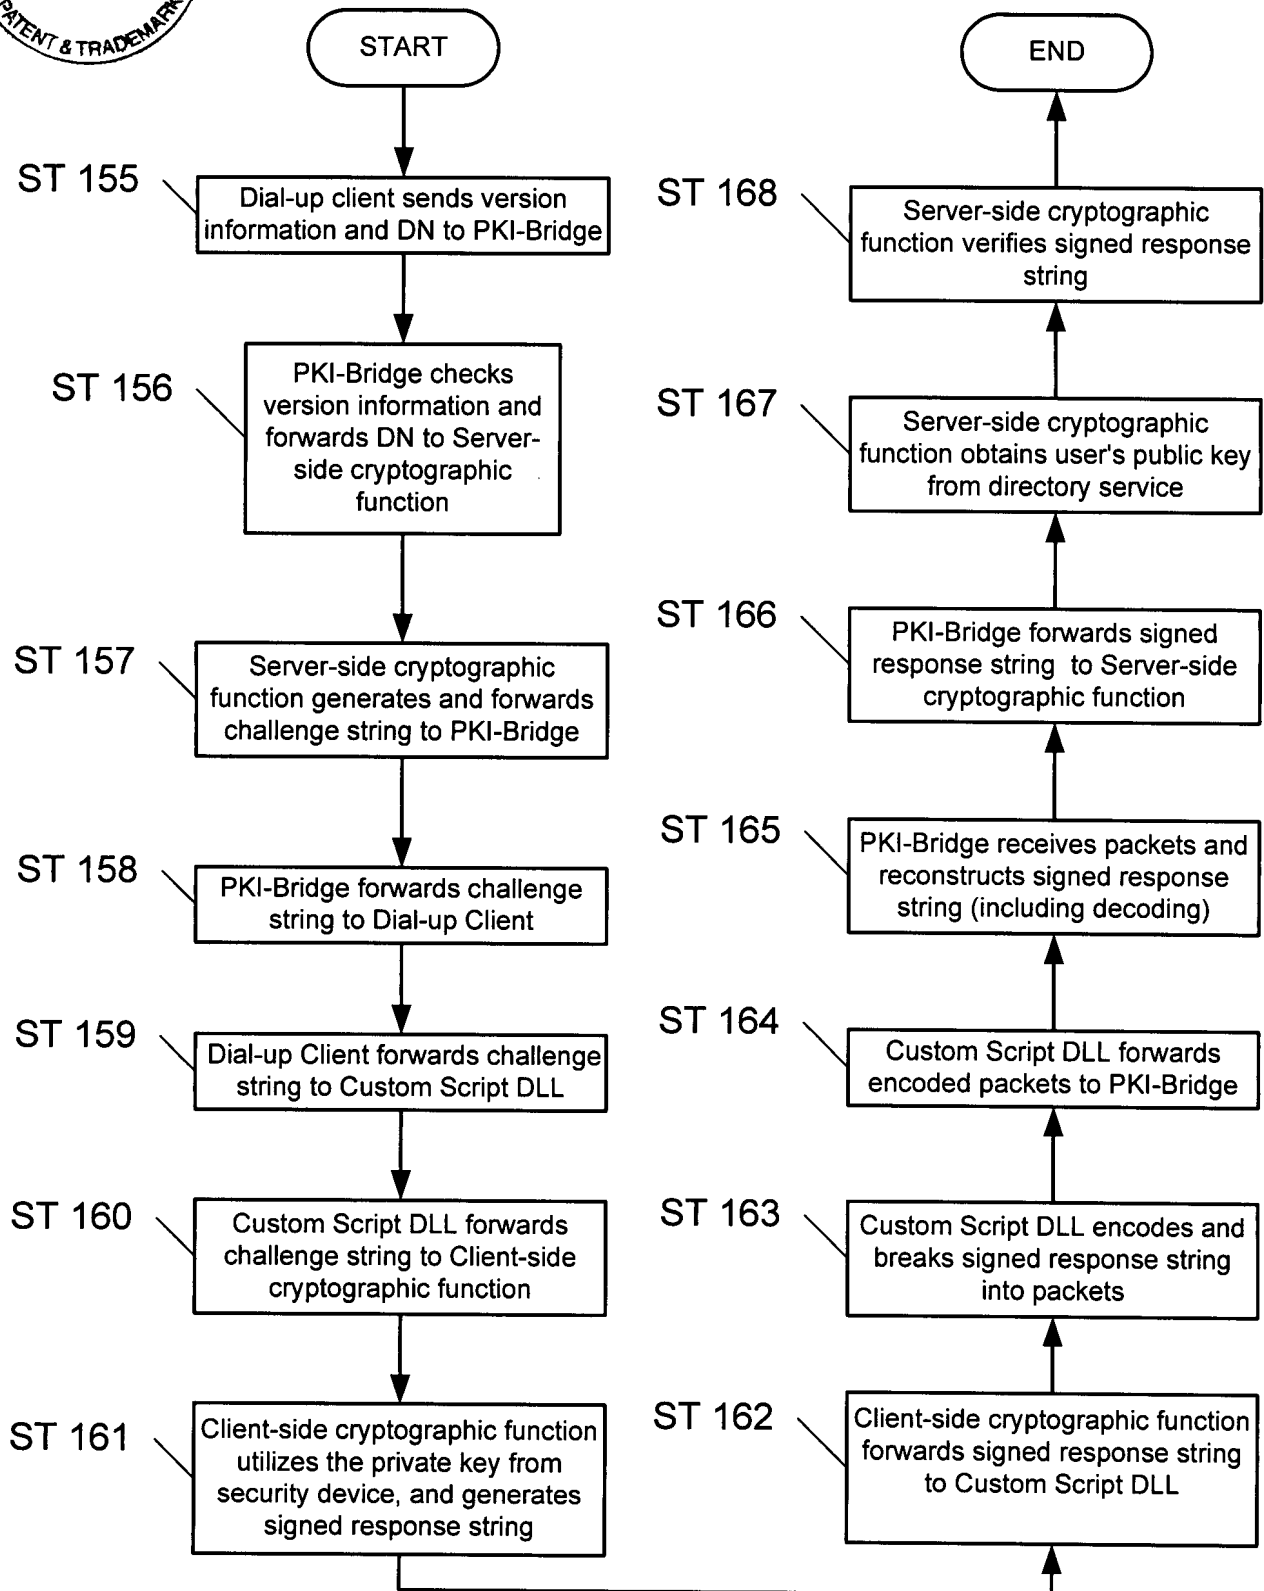 PATENT & TRADEMARK
START
ST 155
Dial-up client sends version
information and DN to PKI-Bridge
ST 156
PKI-Bridge checks
version information and
forwards DN to Server-
side cryptographic
function
ST 157
Server-side cryptographic
function generates and forwards
challenge string to PKI-Bridge
ST 158
PKI-Bridge forwards challenge
string to Dial-up Client
ST 159
Dial-up Client forwards challenge
string to Custom Script DLL
ST 160
Custom Script DLL forwards
challenge string to Client-side
cryptographic function
ST 161
Client-side cryptographic function
utilizes the private key from
security device, and generates
signed response string
ST 162
Client-side cryptographic function
forwards signed response string
to Custom Script DLL
ST 163
Custom Script DLL encodes and
breaks signed response string
into packets
ST 164
Custom Script DLL forwards
encoded packets to PKI-Bridge
ST 165
PKI-Bridge receives packets and
reconstructs signed response
string (including decoding)
ST 166
PKI-Bridge forwards signed
response string to Server-side
cryptographic function
ST 167
Server-side cryptographic
function obtains user's public key
from directory service
ST 168
Server-side cryptographic
function verifies signed response
string
END